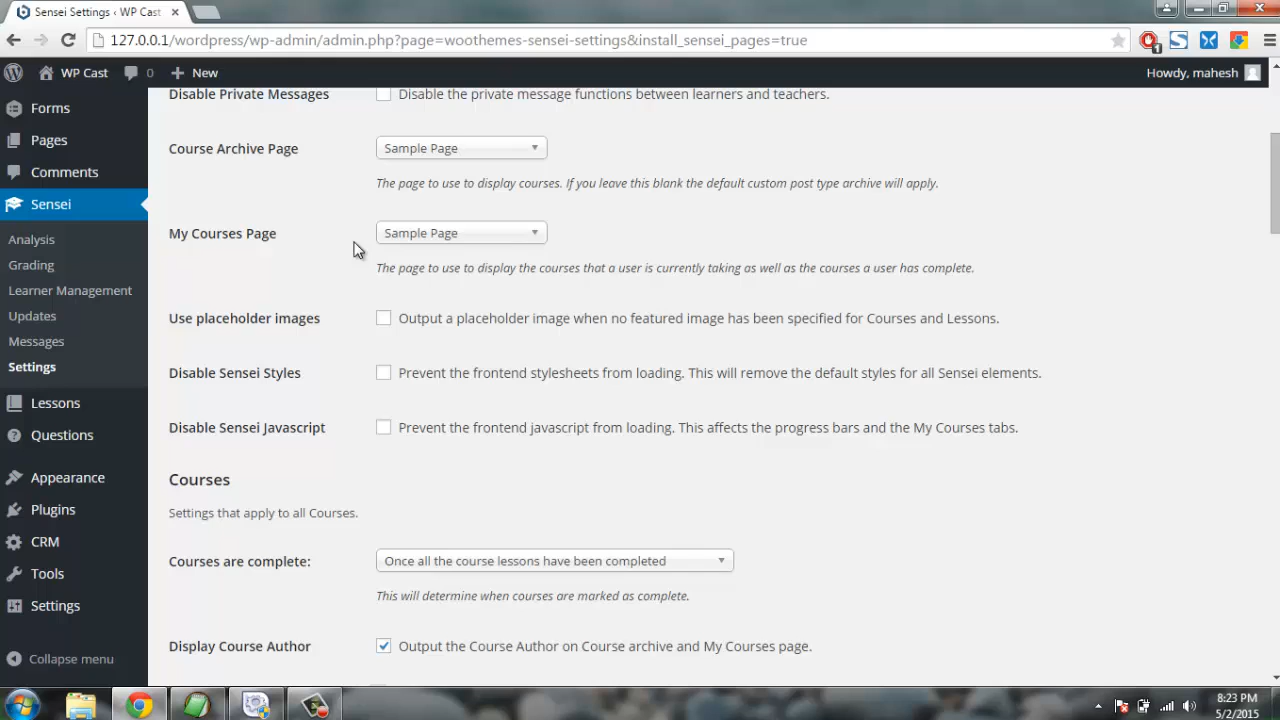 Sensei Settings ‹ WP Cast
127.0.0.1/wordpress/wp-admin/admin.php?page=woothemes-sensei-settings&install_sensei_pages=true
1
WP Cast 0 New
Howdy, mahesh
Forms
Pages
Comments
Sensei
Analysis
Grading
Learner Management
Updates
Messages
Settings
Lessons
Questions
Appearance
Plugins
CRM
Tools
Settings
Collapse menu
Disable Private Messages Disable the private message functions between learners and teachers.
Course Archive Page Sample Page
The page to use to display courses. If you leave this blank the default custom post type archive will apply.
My Courses Page Sample Page
The page to use to display the courses that a user is currently taking as well as the courses a user has complete.
Use placeholder images Output a placeholder image when no featured image has been specified for Courses and Lessons.
Disable Sensei Styles Prevent the frontend stylesheets from loading. This will remove the default styles for all Sensei elements.
Disable Sensei Javascript Prevent the frontend javascript from loading. This affects the progress bars and the My Courses tabs.
Courses
Settings that apply to all Courses.
Courses are complete: Once all the course lessons have been completed
This will determine when courses are marked as complete.
Display Course Author Output the Course Author on Course archive and My Courses page.
8:23 PM
5/2/2015